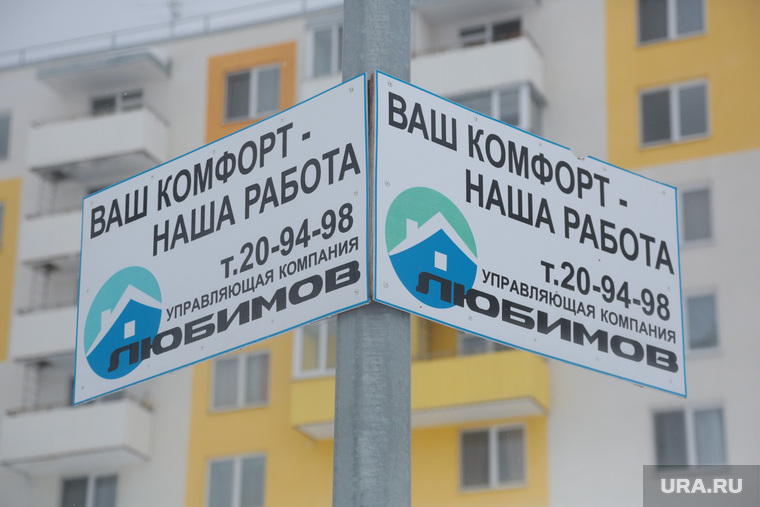 ВАШ КОМФОРТ -
НАША РАБОТА
т.20-94-98
УПРАВЛЯЮЩАЯ КОМПАНИЯ
ЛЮБИМОВ
ВАШ КОМФОРТ -
НАША РАБОТА
т.20-94-98
УПРАВЛЯЮЩАЯ КОМПАНИЯ
ЛЮБИМОВ
URA.RU